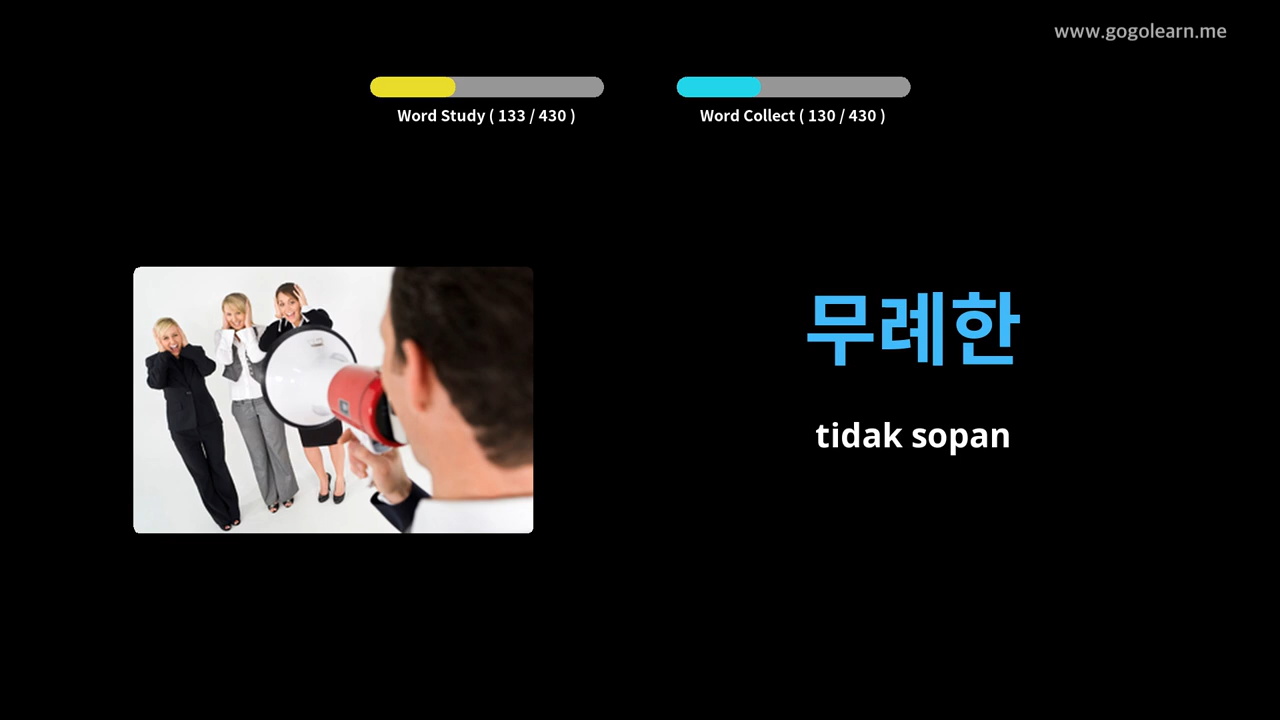 www.gogolearn.me
Word Study ( 133 / 430 )
Word Collect ( 130 / 430 )
무례한
tidak sopan